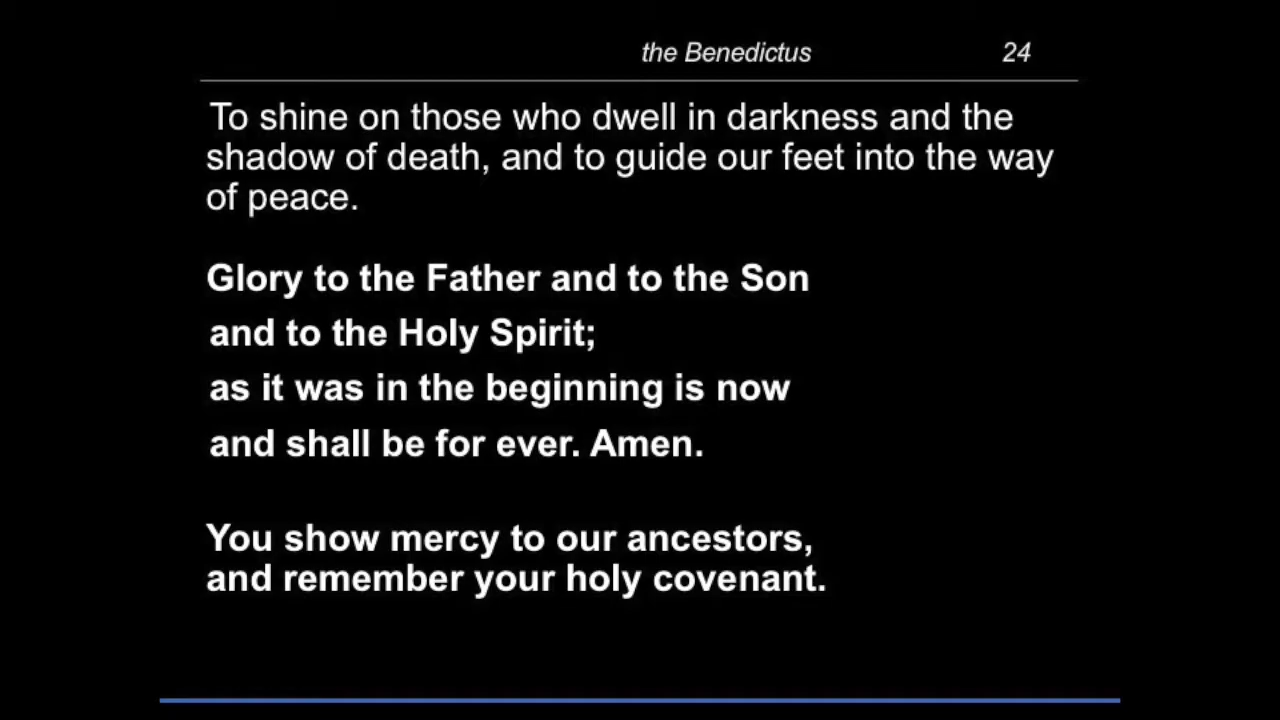 the Benedictus 24
To shine on those who dwell in darkness and the
shadow of death, and to guide our feet into the way
of peace.
Glory to the Father and to the Son
and to the Holy Spirit;
as it was in the beginning is now
and shall be for ever. Amen.
You show mercy to our ancestors,
and remember your holy covenant.